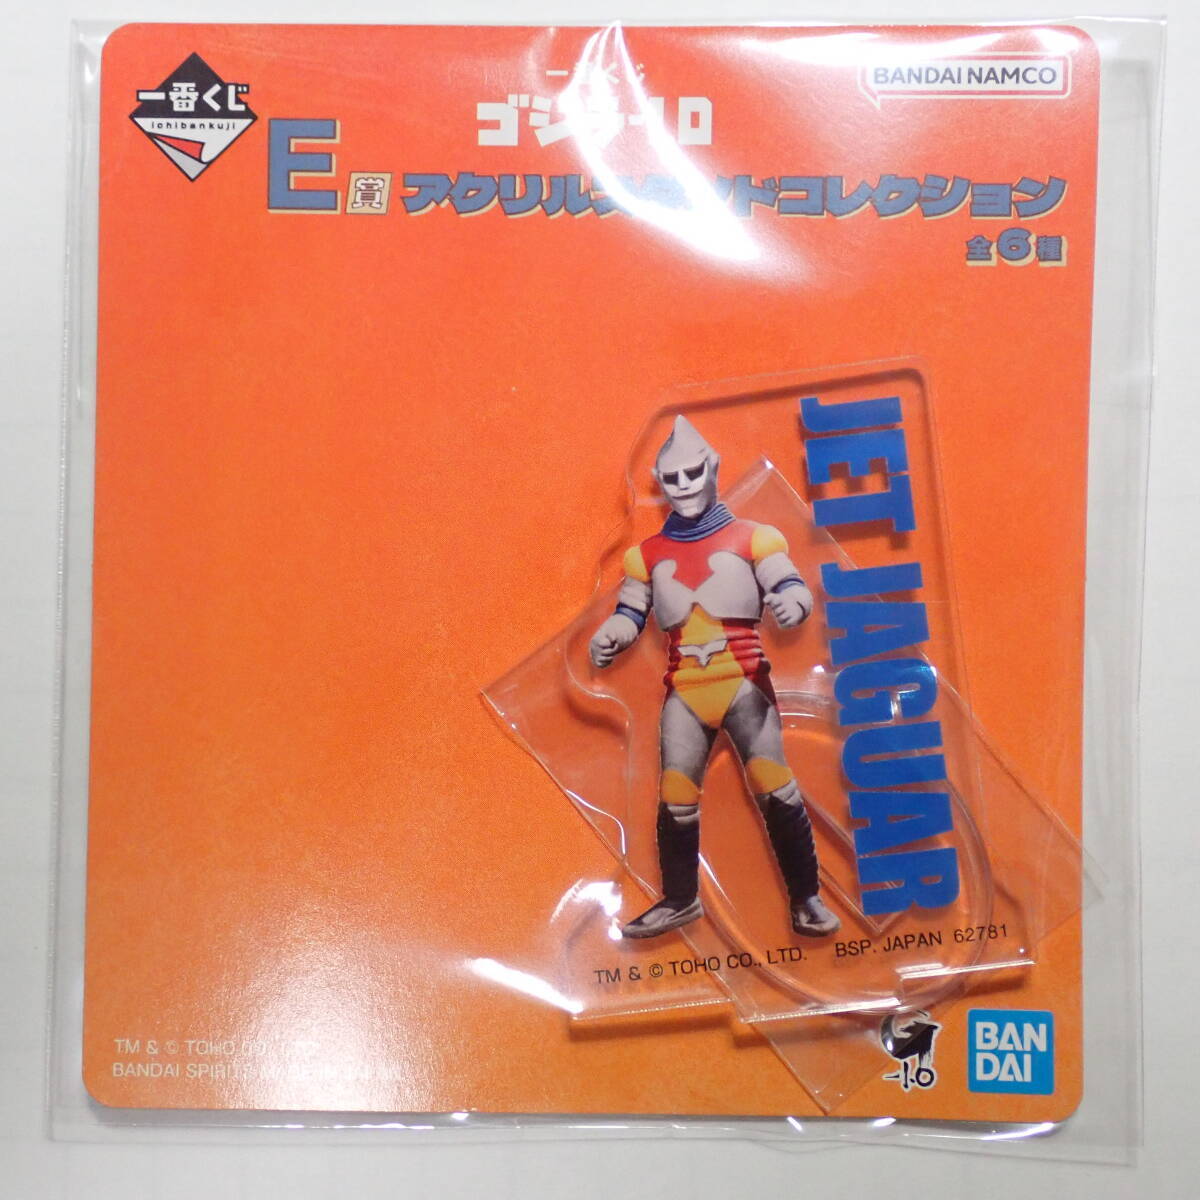 一番くじ
ichibankuji
一番くじ
ゴジラ-1.0
BANDAI NAMCO
E賞 アクリルスタンドコレクション
全6種
JET JAGUAR
TM & © TOHO CO., LTD. BSP. JAPAN 62781
TM & © TOHO CO., LTD.
BANDAI SPIRITS MADE IN
G
-1.0
BAN
DAI